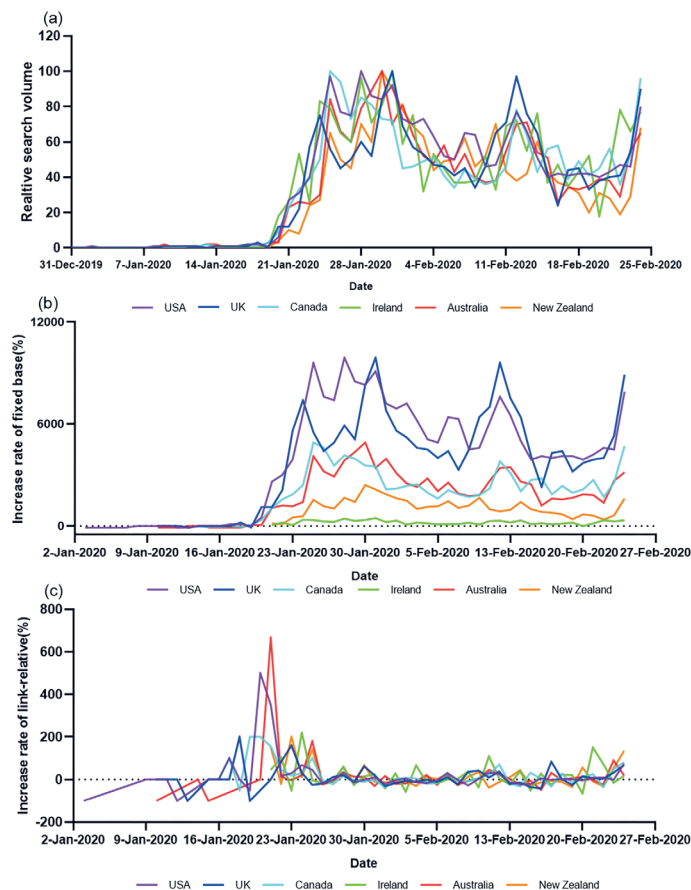 (a)
Realtive search volume
120
100
80
60
40
20
0
31-Dec-2019 7-Jan-2020 14-Jan-2020 21-Jan-2020 28-Jan-2020 4-Feb-2020 11-Feb-2020 18-Feb-2020 25-Feb-2020
Date
USA UK Canada Ireland Australia New Zealand
(b)
Increase rate of fixed base(%)
12000
6000
0
2-Jan-2020 9-Jan-2020 16-Jan-2020 23-Jan-2020 30-Jan-2020 6-Feb-2020 13-Feb-2020 20-Feb-2020 27-Feb-2020
Date
USA UK Canada Ireland Australia New Zealand
(c)
Increase rate of link-relative(%)
800
600
400
200
0
-200
2-Jan-2020 9-Jan-2020 16-Jan-2020 23-Jan-2020 30-Jan-2020 6-Feb-2020 13-Feb-2020 20-Feb-2020 27-Feb-2020
Date
USA UK Canada Ireland Australia New Zealand